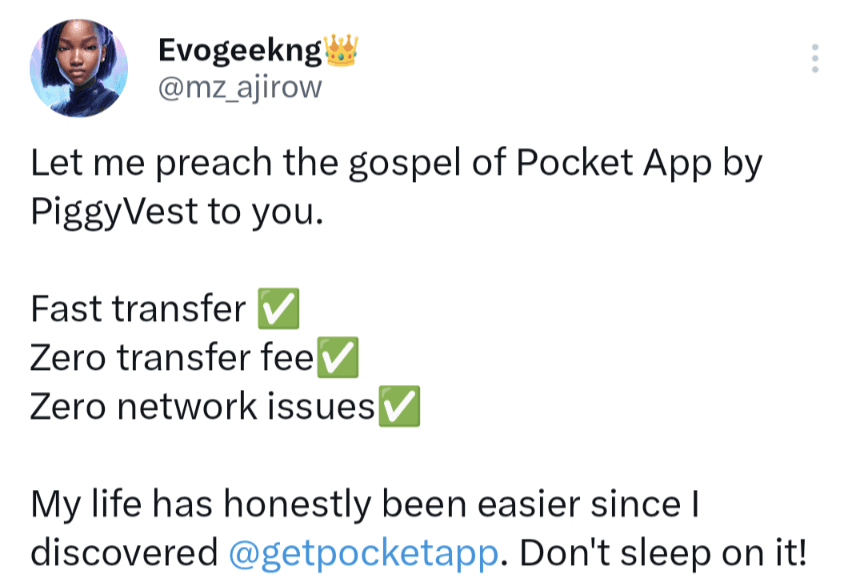 Evogeekng👑
@mz_ajirow
Let me preach the gospel of Pocket App by
PiggyVest to you.
Fast transfer ✅
Zero transfer fee✅
Zero network issues✅
My life has honestly been easier since I
discovered @getpocketapp. Don't sleep on it!